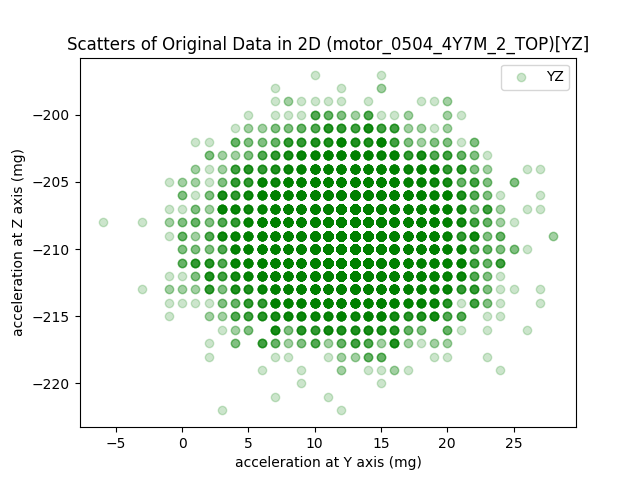 Scatters of Original Data in 2D (motor_0504_4Y7M_2_TOP)[YZ]
YZ
acceleration at Z axis (mg)
−200
−205
−210
−215
−220
−5 0 5 10 15 20 25
acceleration at Y axis (mg)